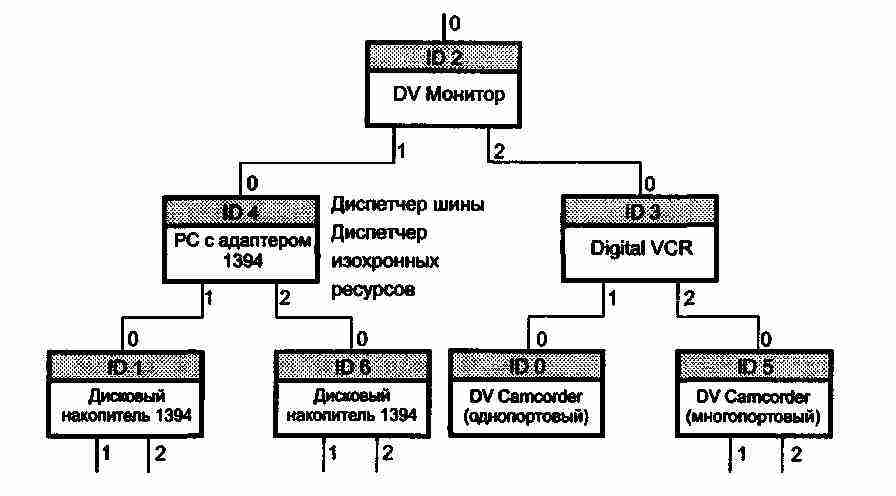 0
ID 2
DV Монитор
1
2
0
0
ID 4
PC с адаптером
1394
Диспетчер шины
Диспетчер
изохронных
ресурсов
ID 3
Digital VCR
1
2
1
2
0
0
0
0
ID 1
Дисковый
накопитель 1394
ID 6
Дисковый
накопитель 1394
ID 0
DV Camcorder
(однопортовый)
ID 5
DV Camcorder
(многопортовый)
1
2
1
2
1
2